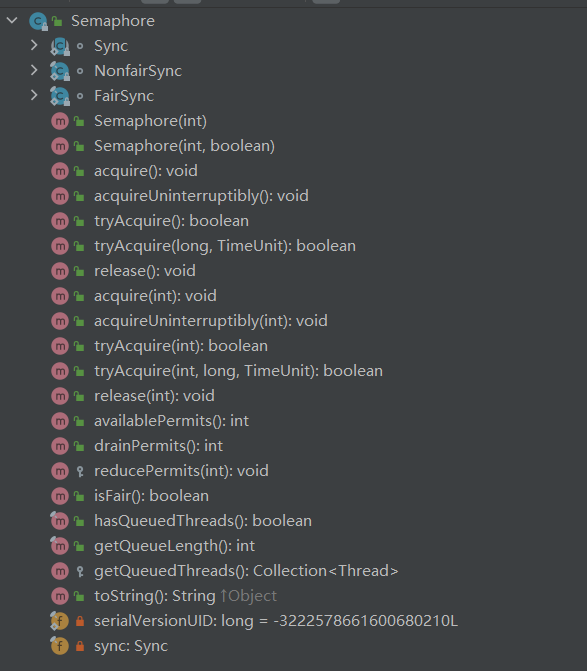 Semaphore
Sync
NonfairSync
FairSync
Semaphore(int)
Semaphore(int, boolean)
acquire(): void
acquireUninterruptibly(): void
tryAcquire(): boolean
tryAcquire(long, TimeUnit): boolean
release(): void
acquire(int): void
acquireUninterruptibly(int): void
tryAcquire(int): boolean
tryAcquire(int, long, TimeUnit): boolean
release(int): void
availablePermits(): int
drainPermits(): int
reducePermits(int): void
isFair(): boolean
hasQueuedThreads(): boolean
getQueueLength(): int
getQueuedThreads(): Collection<Thread>
toString(): String ↑Object
serialVersionUID: long = -3222578661600680210L
sync: Sync